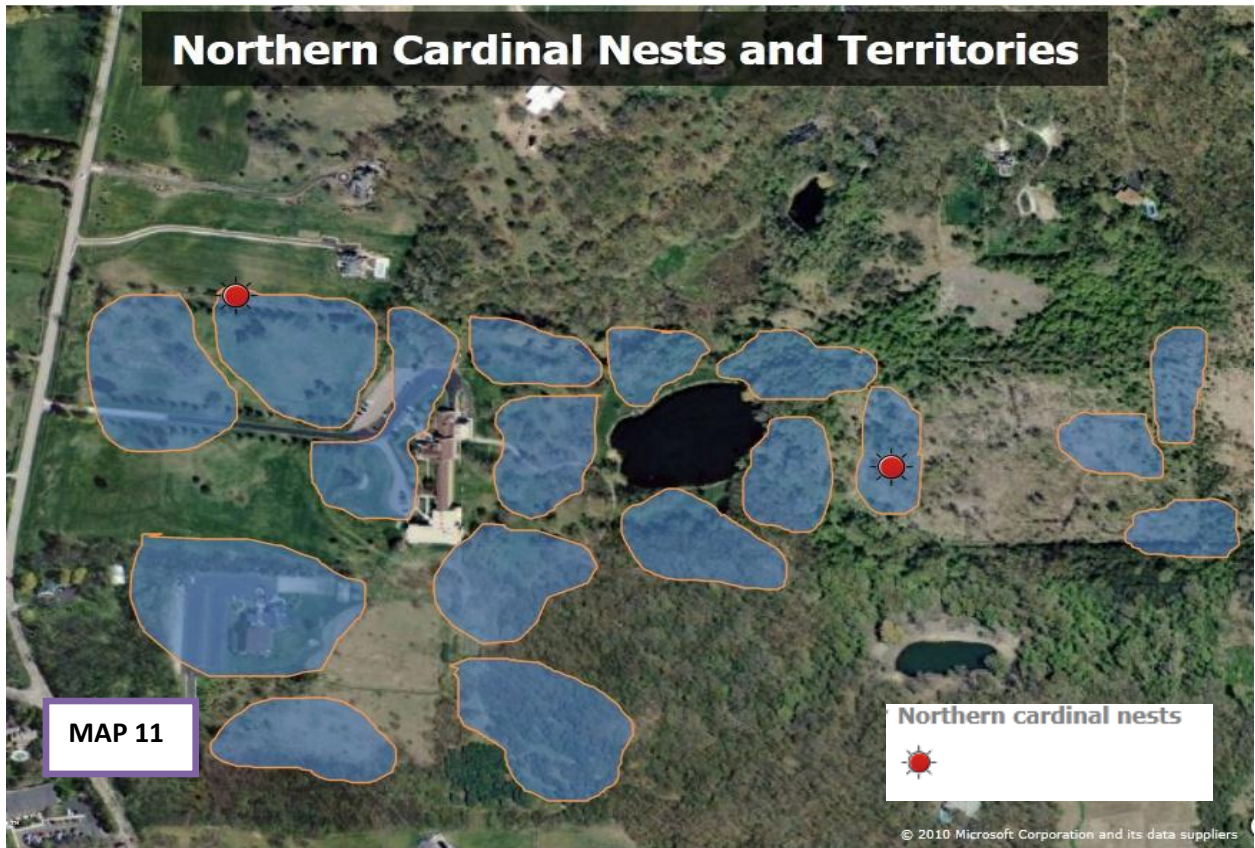 Northern Cardinal Nests and Territories
MAP 11
Northern cardinal nests
© 2010 Microsoft Corporation and its data suppliers